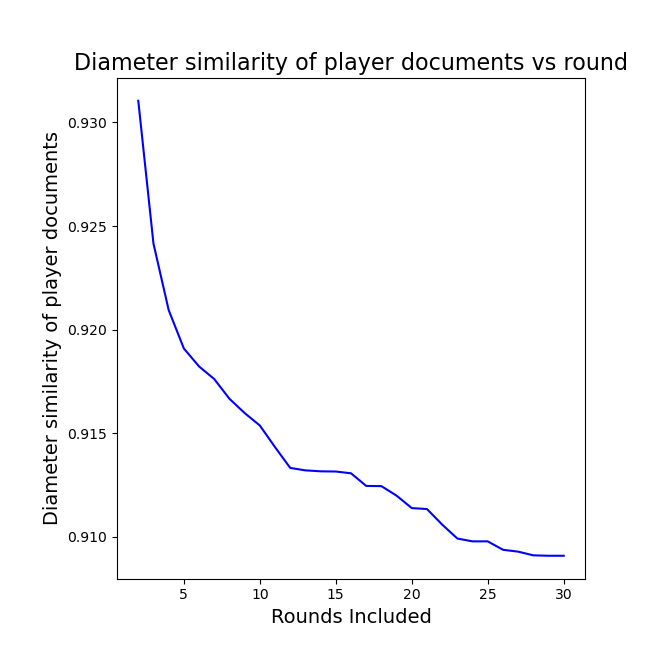 Diameter similarity of player documents vs round
Diameter similarity of player documents
0.930
0.925
0.920
0.915
0.910
5 10 15 20 25 30
Rounds Included